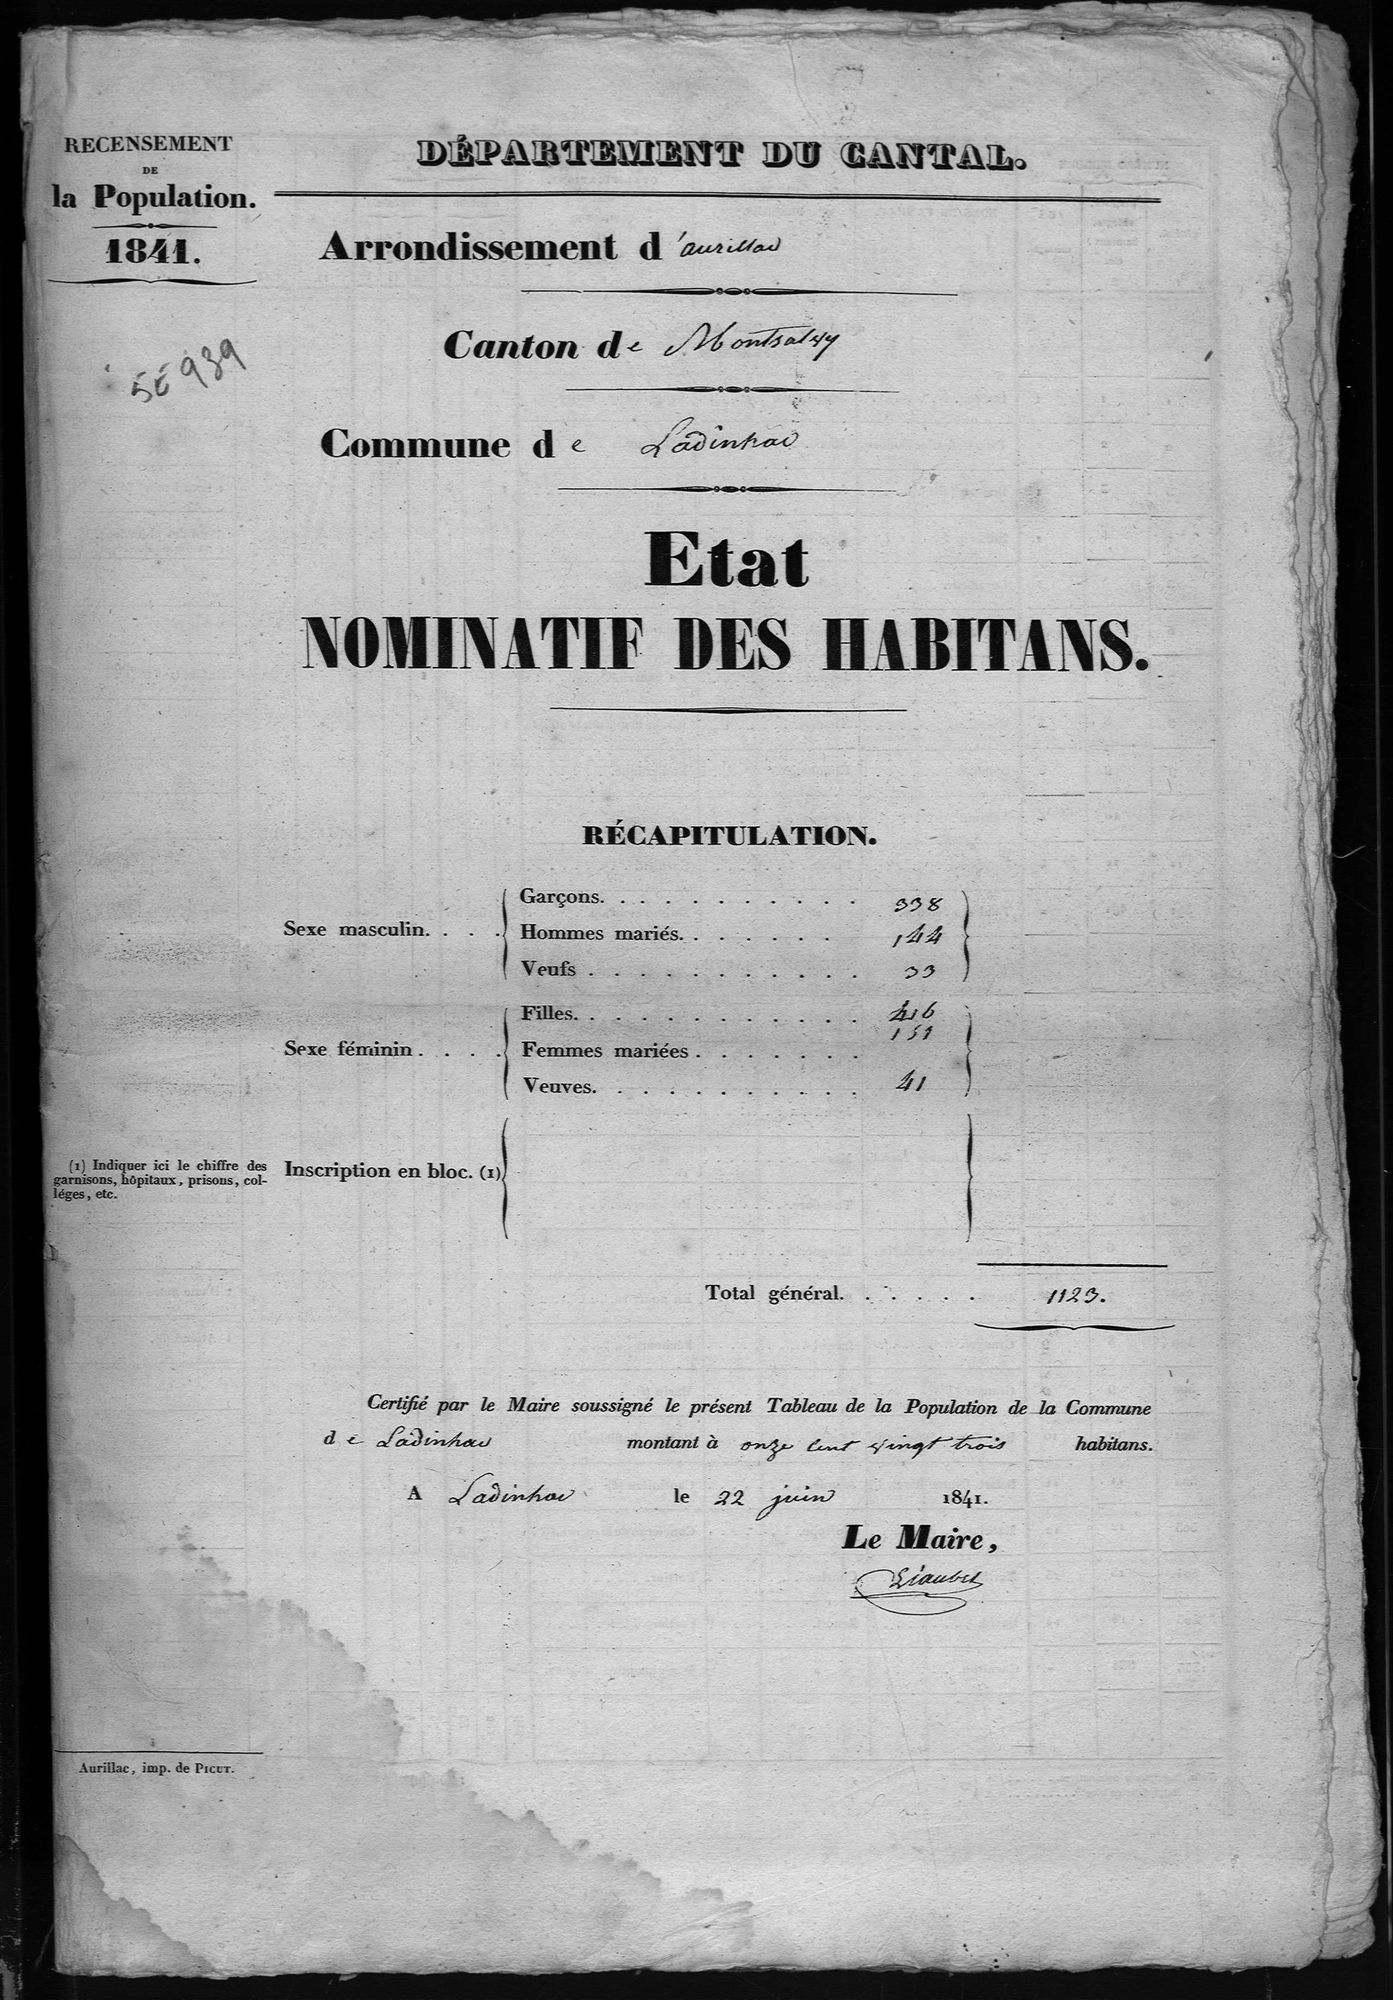 RECENSEMENT
DE
la Population.
1841.
DÉPARTEMENT DU CANTAL.
Arrondissement d'aurillac
Canton de Montsalvy
Commune de Ladinhac
Etat
NOMINATIF DES HABITANS.
RÉCAPITULATION.
Sexe masculin. . . .
Garçons. . . . . . . . . . 338
Hommes mariés. . . . . . . 144
Veufs . . . . . . . . . . 33
Sexe féminin . . . .
Filles. . . . . . . . . . . 416
Femmes mariées . . . . . . . 151
Veuves. . . . . . . . . . 41
Inscription en bloc. (1)
(1) Indiquer ici le chiffre des
garnisons, hôpitaux, prisons, col-
léges, etc.
Total général. . . . . . 1123.
Certifié par le Maire soussigné le présent Tableau de la Population de la Commune
de Ladinhac montant à onze cent vingt trois habitans.
A Ladinhac le 22 juin 1841.
Le Maire,
Aurillac, imp. de PICUT.